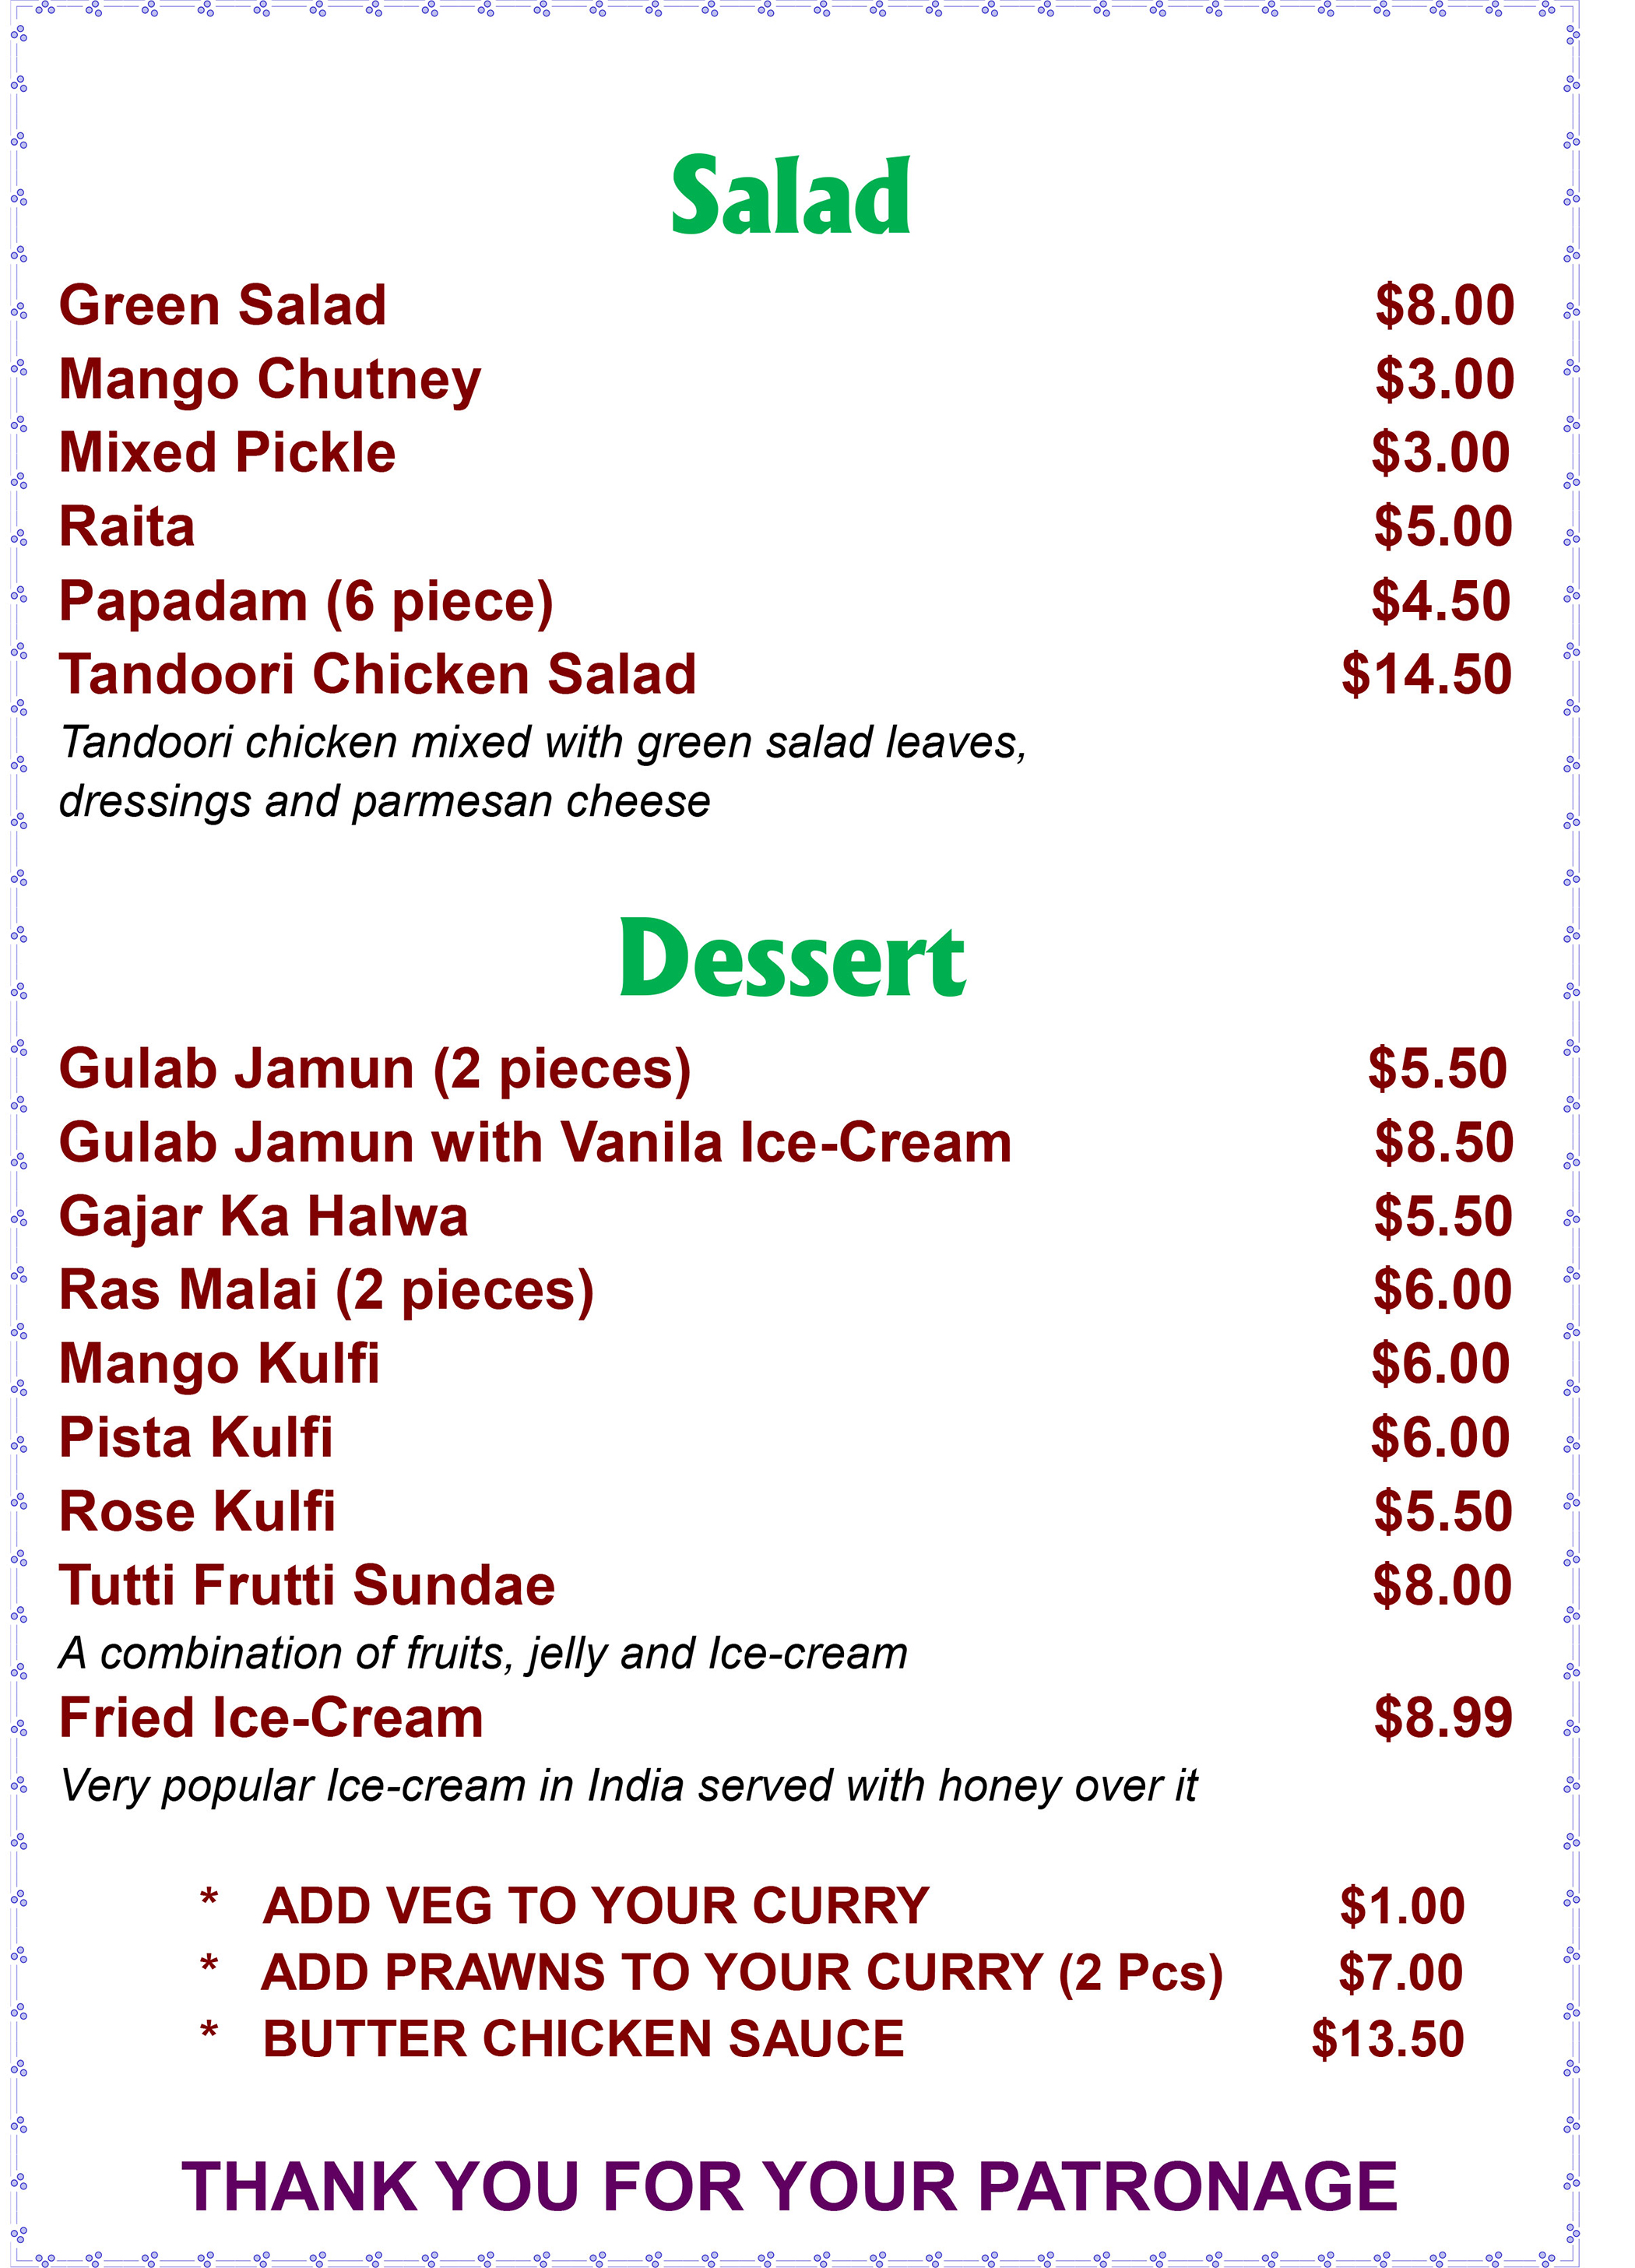 Salad
Green Salad $8.00
Mango Chutney $3.00
Mixed Pickle $3.00
Raita $5.00
Papadam (6 piece) $4.50
Tandoori Chicken Salad $14.50
Tandoori chicken mixed with green salad leaves,
dressings and parmesan cheese
Dessert
Gulab Jamun (2 pieces) $5.50
Gulab Jamun with Vanila Ice-Cream $8.50
Gajar Ka Halwa $5.50
Ras Malai (2 pieces) $6.00
Mango Kulfi $6.00
Pista Kulfi $6.00
Rose Kulfi $5.50
Tutti Frutti Sundae $8.00
A combination of fruits, jelly and Ice-cream
Fried Ice-Cream $8.99
Very popular Ice-cream in India served with honey over it
* ADD VEG TO YOUR CURRY $1.00
* ADD PRAWNS TO YOUR CURRY (2 Pcs) $7.00
* BUTTER CHICKEN SAUCE $13.50
THANK YOU FOR YOUR PATRONAGE